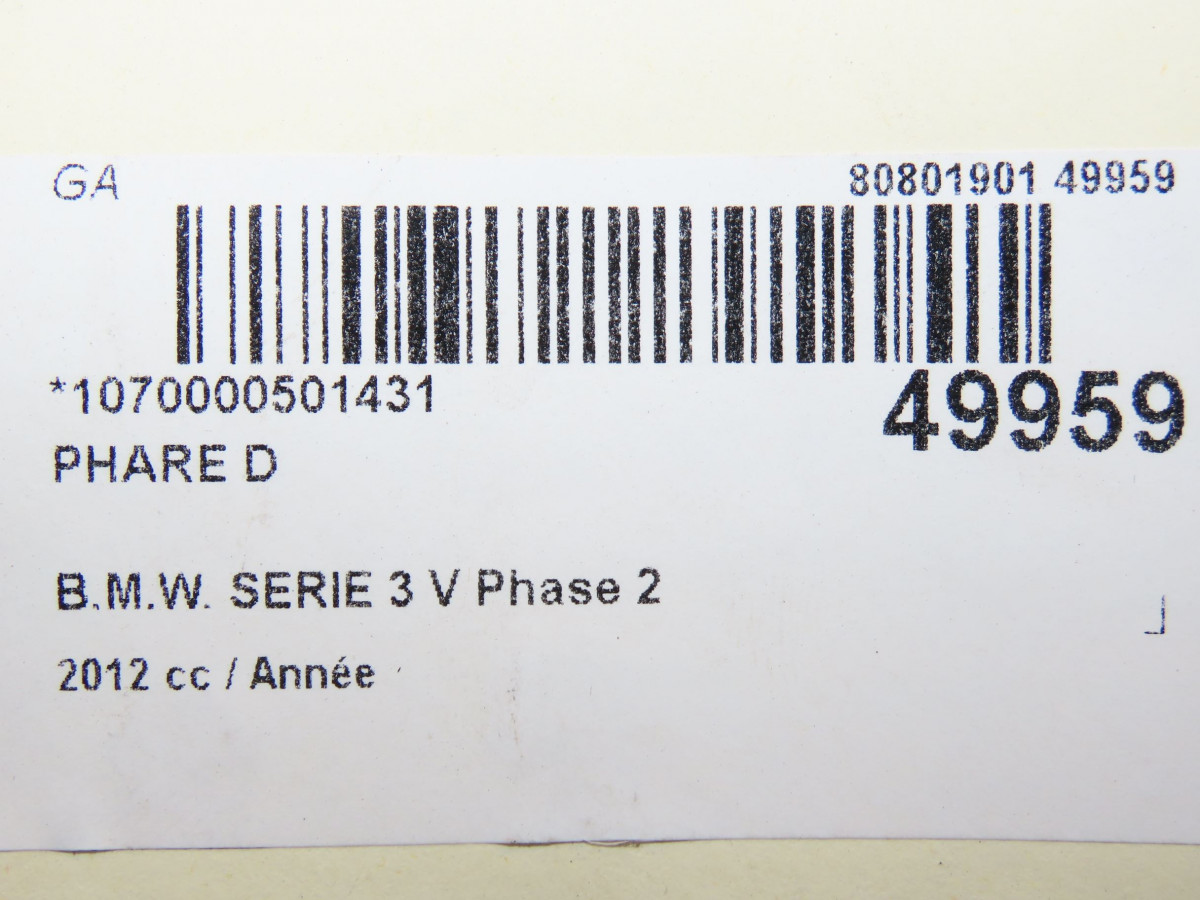 GA
80801901 49959
*1070000501431
49959
PHARE D
B.M.W. SERIE 3 V Phase 2
2012 cc / Année